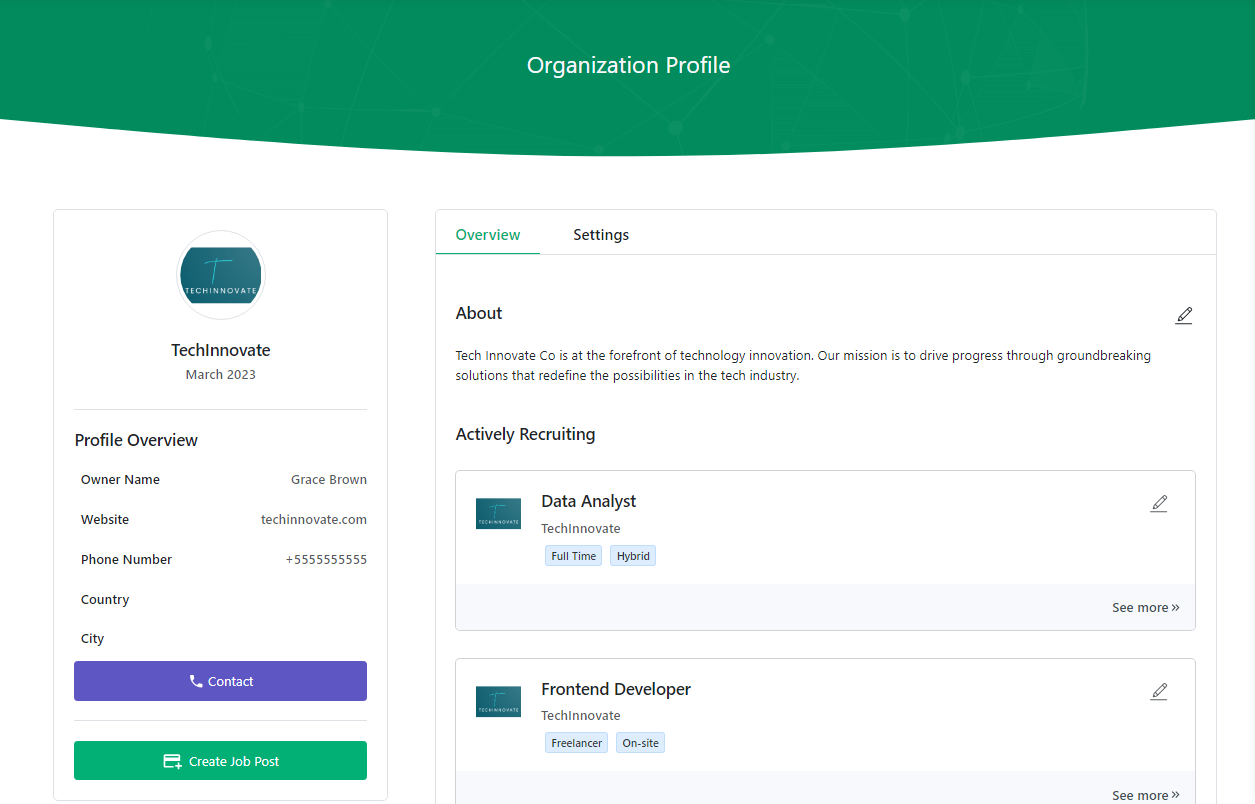 Organization Profile
TECHINNOVATE
TechInnovate
March 2023
Profile Overview
Owner Name Grace Brown
Website techinnovate.com
Phone Number +5555555555
Country
City
Contact
Create Job Post
Overview Settings
About
Tech Innovate Co is at the forefront of technology innovation. Our mission is to drive progress through groundbreaking
solutions that redefine the possibilities in the tech industry.
Actively Recruiting
TECHINNOVATE
Data Analyst
TechInnovate
Full Time Hybrid
See more »
TECHINNOVATE
Frontend Developer
TechInnovate
Freelancer On-site
See more »